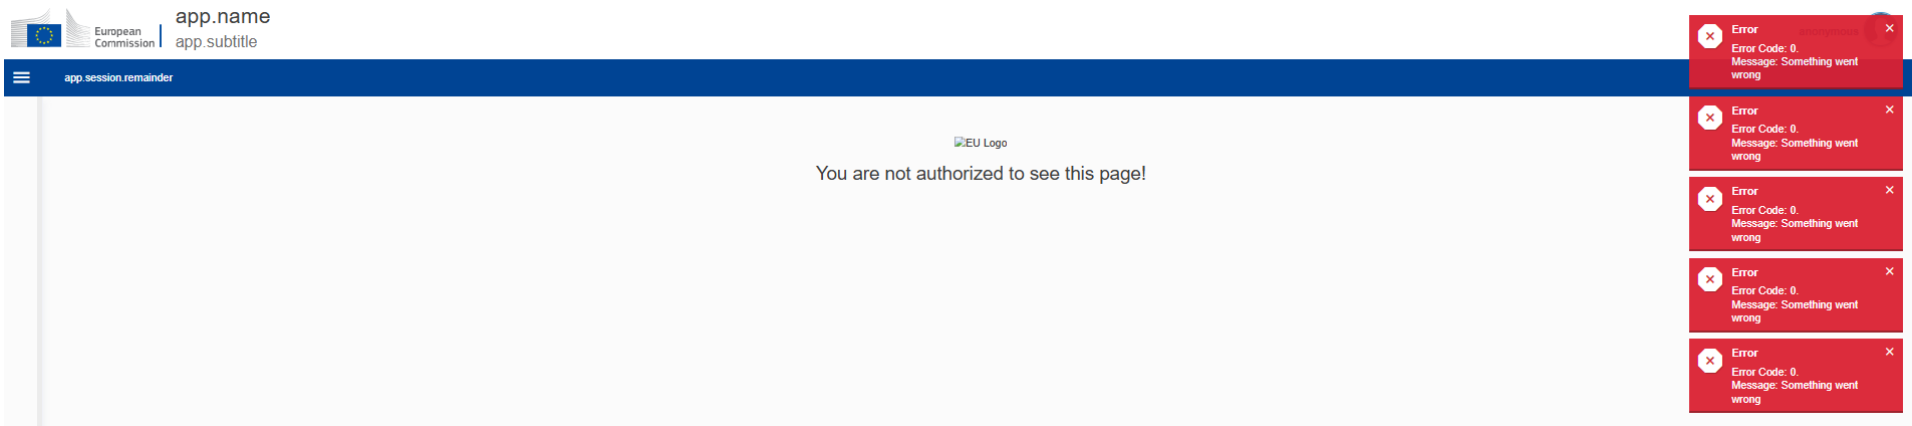 European
Commission
app.name
app.subtitle
app.session.remainder
EU Logo
You are not authorized to see this page!
Error
Error Code: 0.
Message: Something went
wrong
Error
Error Code: 0.
Message: Something went
wrong
Error
Error Code: 0.
Message: Something went
wrong
Error
Error Code: 0.
Message: Something went
wrong
Error
Error Code: 0.
Message: Something went
wrong